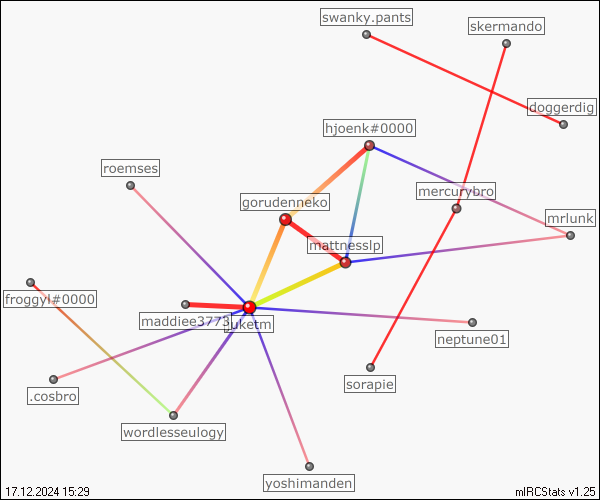 swanky.pants
skermando
doggerdig
hjoenk#0000
roemses
mercurybro
gorudenneko
mrlunk
mattnesslp
froggyl#0000
maddiee3773
juketm
neptune01
.cosbro
sorapie
wordlesseulogy
yoshimanden
17.12.2024 15:29
mIRCStats v1.25